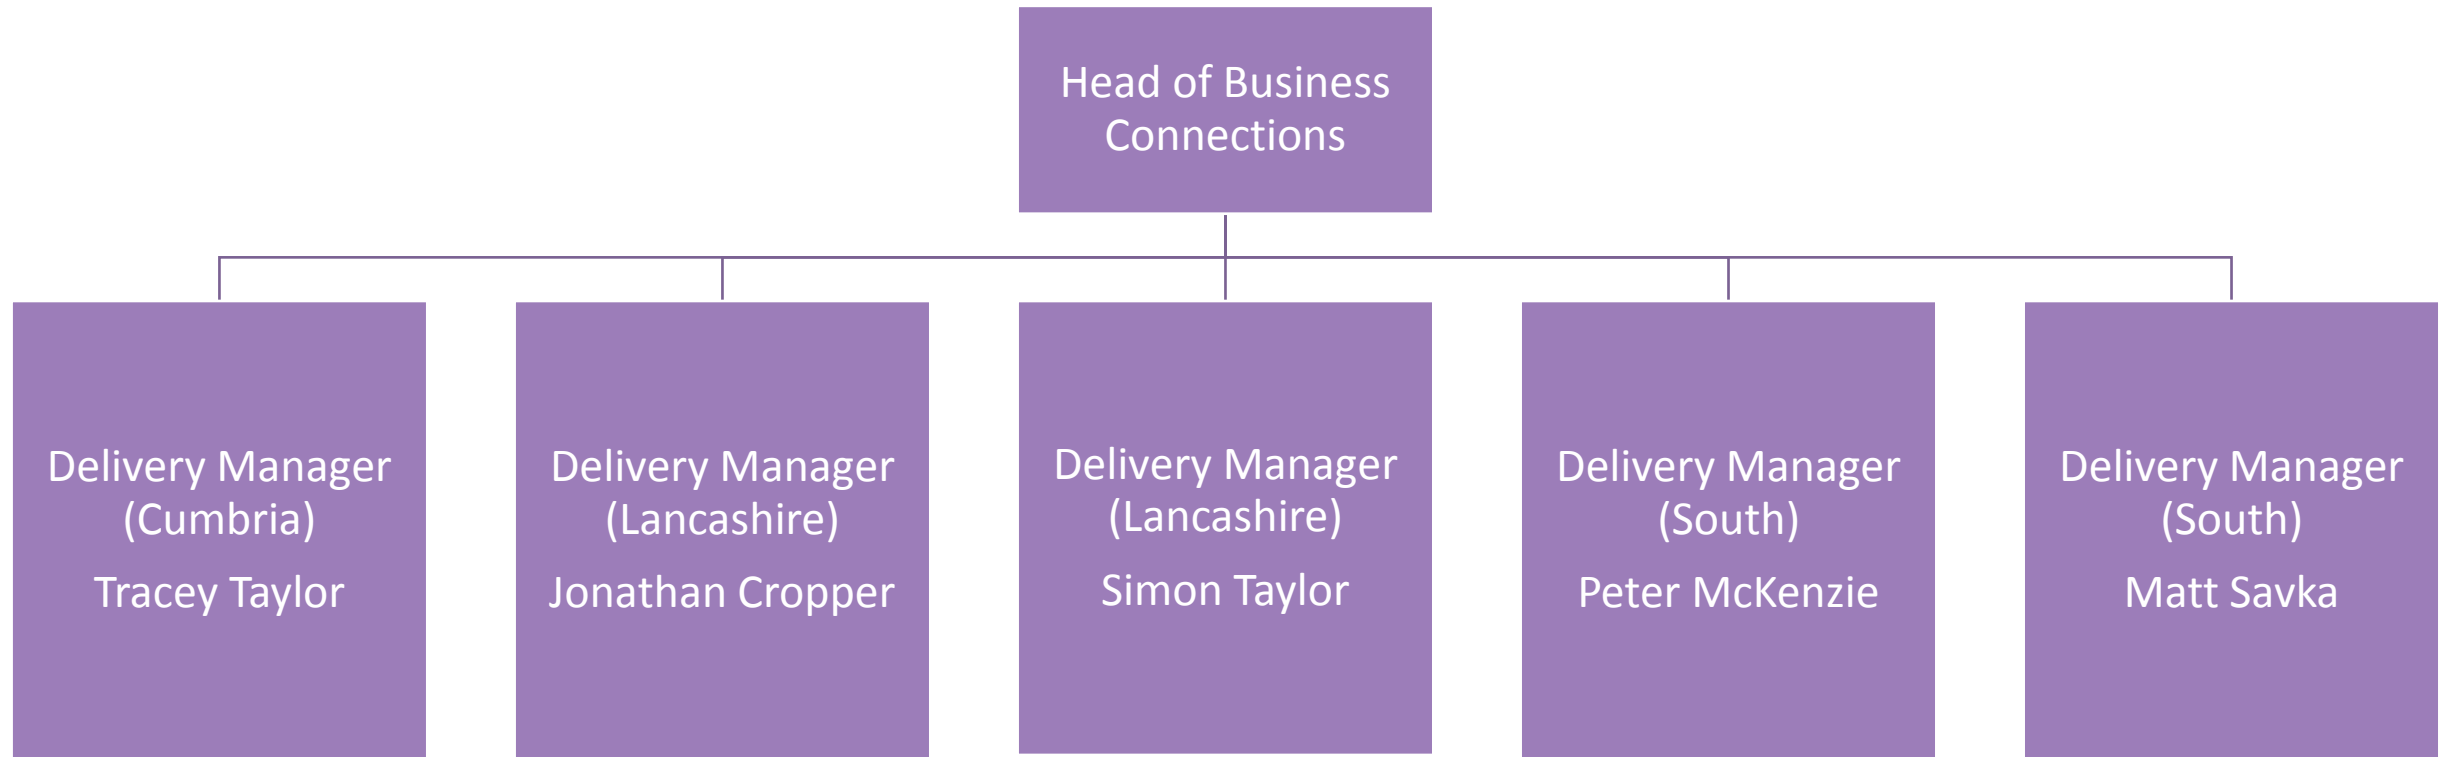 Head of Business
Connections
Delivery Manager
(Cumbria)
Tracey Taylor
Delivery Manager
(Lancashire)
Jonathan Cropper
Delivery Manager
(Lancashire)
Simon Taylor
Delivery Manager
(South)
Peter McKenzie
Delivery Manager
(South)
Matt Savka